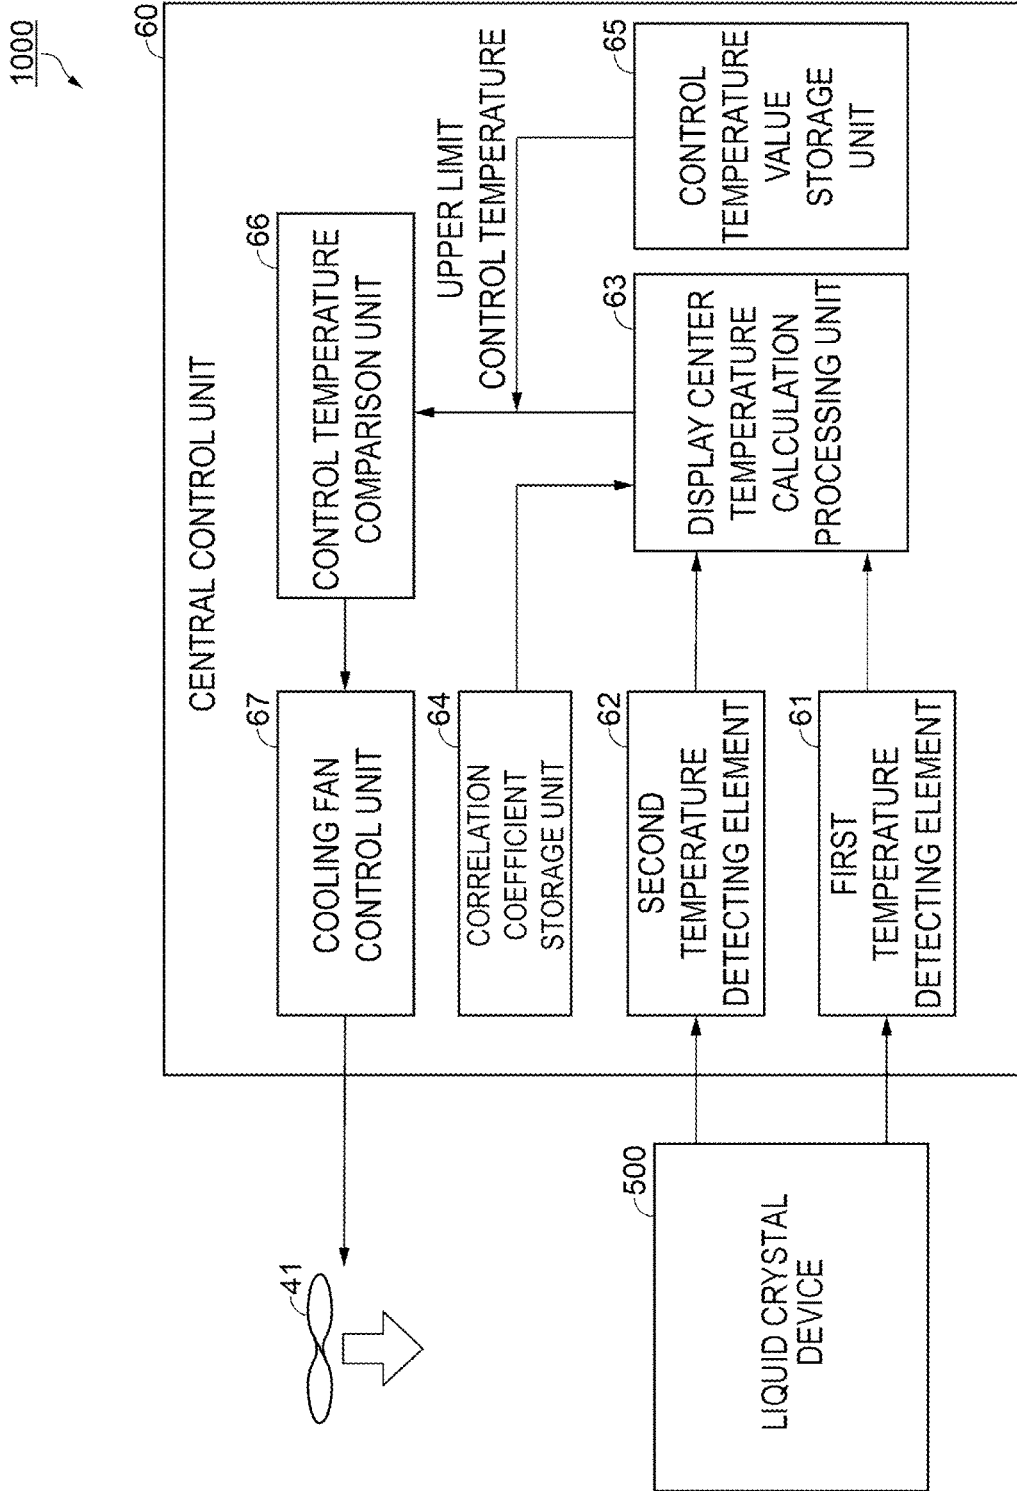 1000
60
CENTRAL CONTROL UNIT
67
COOLING FAN
CONTROL UNIT
66
CONTROL TEMPERATURE
COMPARISON UNIT
41
64
CORRELATION
COEFFICIENT
STORAGE UNIT
UPPER LIMIT
CONTROL TEMPERATURE
500
LIQUID CRYSTAL
DEVICE
62
SECOND
TEMPERATURE
DETECTING ELEMENT
63
DISPLAY CENTER
TEMPERATURE
CALCULATION
PROCESSING UNIT
65
CONTROL
TEMPERATURE
VALUE
STORAGE
UNIT
61
FIRST
TEMPERATURE
DETECTING ELEMENT